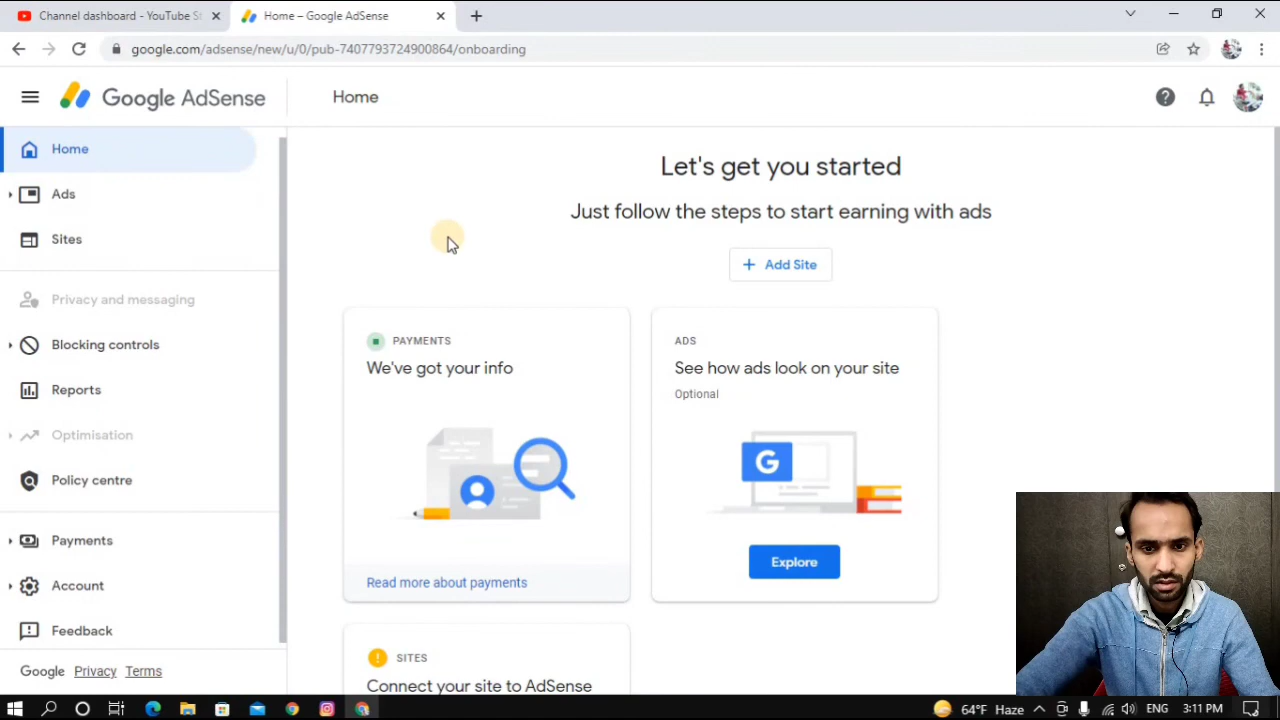 Channel dashboard - YouTube St
Home – Google AdSense
google.com/adsense/new/u/0/pub-7407793724900864/onboarding
Google AdSense
Home
Home
Ads
Sites
Privacy and messaging
Blocking controls
Reports
Optimisation
Policy centre
Payments
Account
Feedback
Google Privacy Terms
Let's get you started
Just follow the steps to start earning with ads
+ Add Site
PAYMENTS
We've got your info
Read more about payments
ADS
See how ads look on your site
Optional
G
Explore
SITES
Connect your site to AdSense
64°F Haze
ENG
3:11 PM